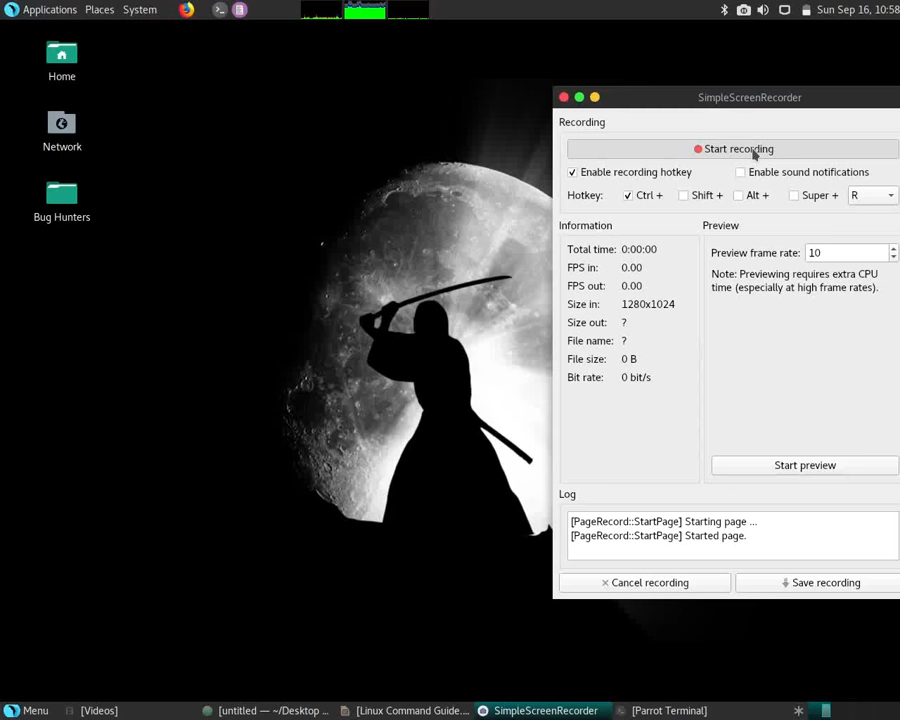 Applications Places System Sun Sep 16, 10:58
Home
Network
Bug Hunters
SimpleScreenRecorder
Recording
Start recording
Enable recording hotkey Enable sound notifications
Hotkey: Ctrl + Shift + Alt + Super + R
Information
Total time: 0:00:00
FPS in: 0.00
FPS out: 0.00
Size in: 1280x1024
Size out: ?
File name: ?
File size: 0 B
Bit rate: 0 bit/s
Preview
Preview frame rate: 10
Note: Previewing requires extra CPU
time (especially at high frame rates).
Start preview
Log
[PageRecord::StartPage] Starting page ...
[PageRecord::StartPage] Started page.
Cancel recording Save recording
Menu [Videos] [untitled — ~/Desktop ... [Linux Command Guide.... SimpleScreenRecorder [Parrot Terminal]